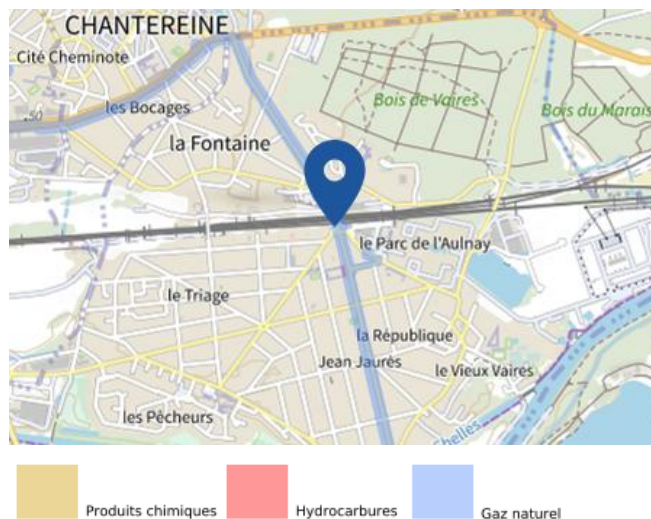 CHANTEREINE
Cité Cheminote
.50
les Bocages
Bois de Vaires
Bois du Marais
la Fontaine
le Parc de l'Aulnay
le Triage
la République
Jean Jaurès
le Vieux Vaires
les Pêcheurs
Chelles
Produits chimiques
Hydrocarbures
Gaz naturel